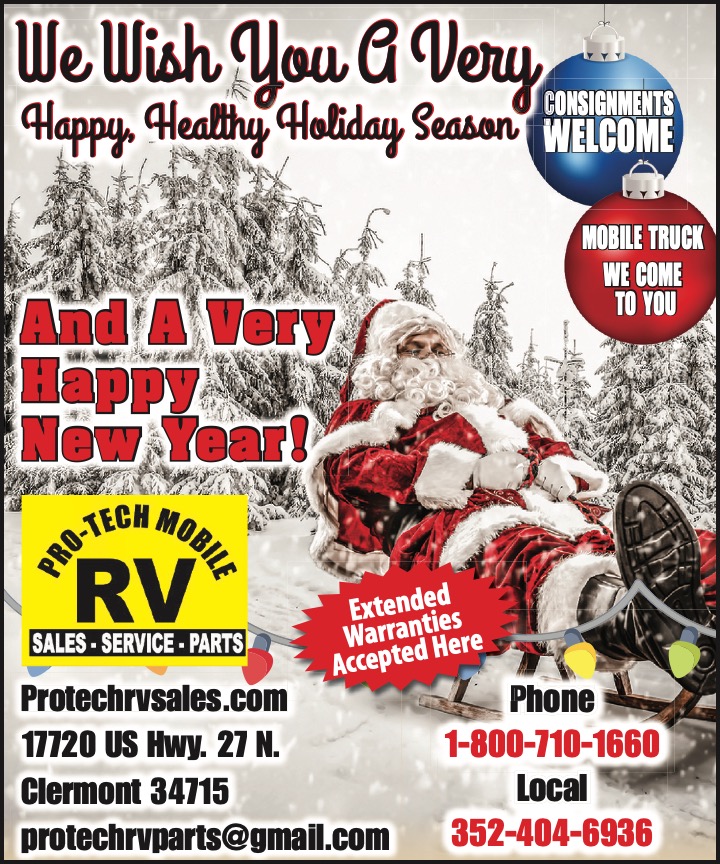 We Wish You A Very
Happy, Healthy Holiday Season
CONSIGNMENTS
WELCOME
MOBILE TRUCK
WE COME
TO YOU
And A Very
Happy
New Year!
PRO-TECH MOBILE
RV
SALES - SERVICE - PARTS
Extended
Warranties
Accepted Here
Protechrvsales.com
17720 US Hwy. 27 N.
Clermont 34715
protechrvparts@gmail.com
Phone
1-800-710-1660
Local
352-404-6936